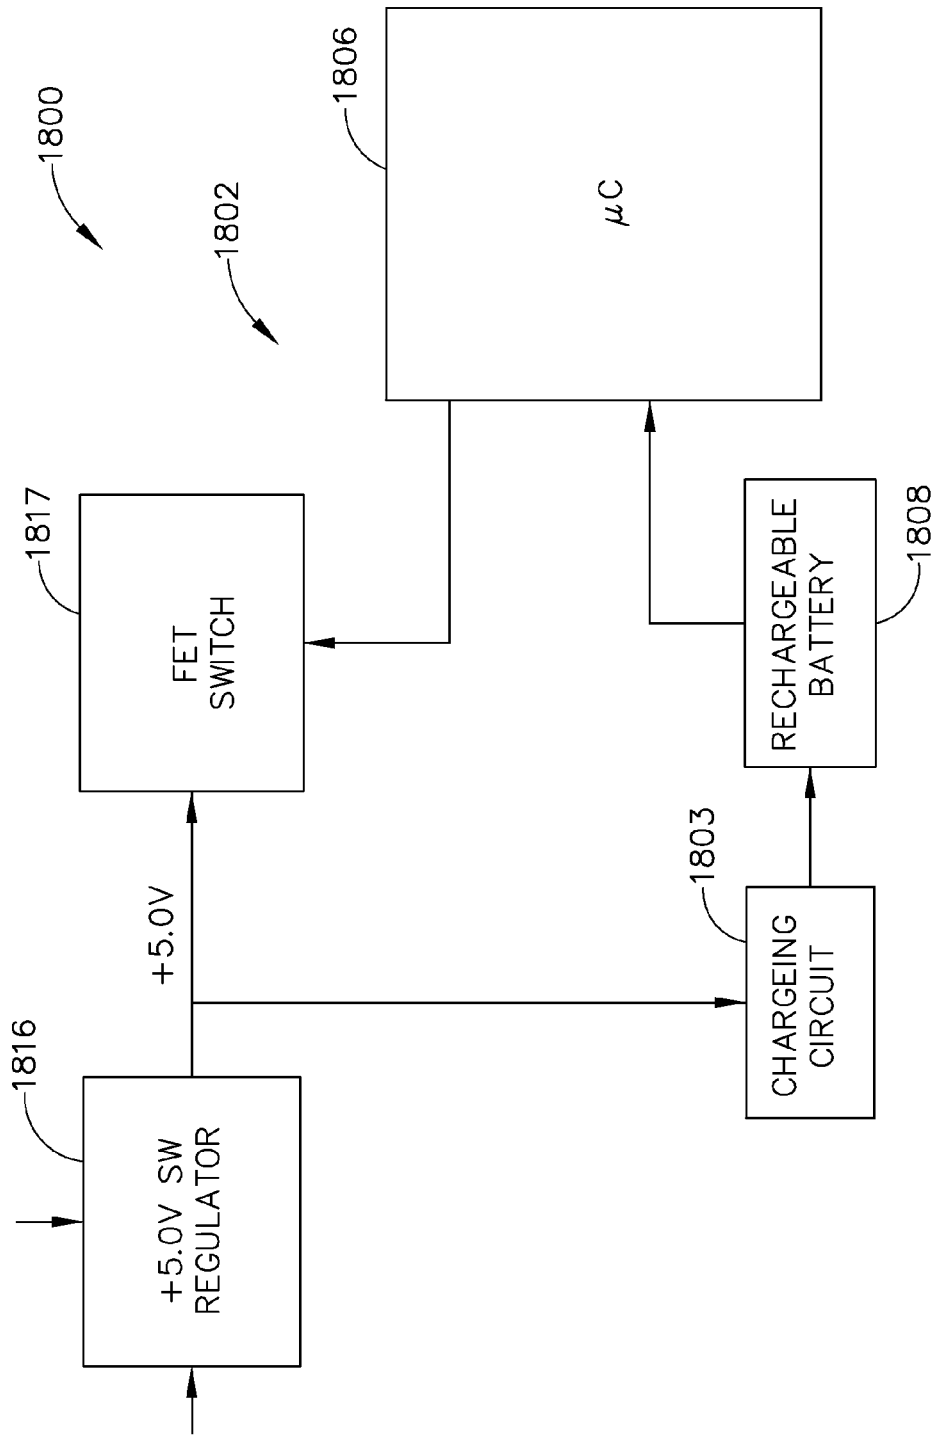 1800
1802
1816
+5.0V SW
REGULATOR
+5.0V
1817
FET
SWITCH
1806
μC
1803
CHARGEING
CIRCUIT
RECHARGEABLE
BATTERY
1808